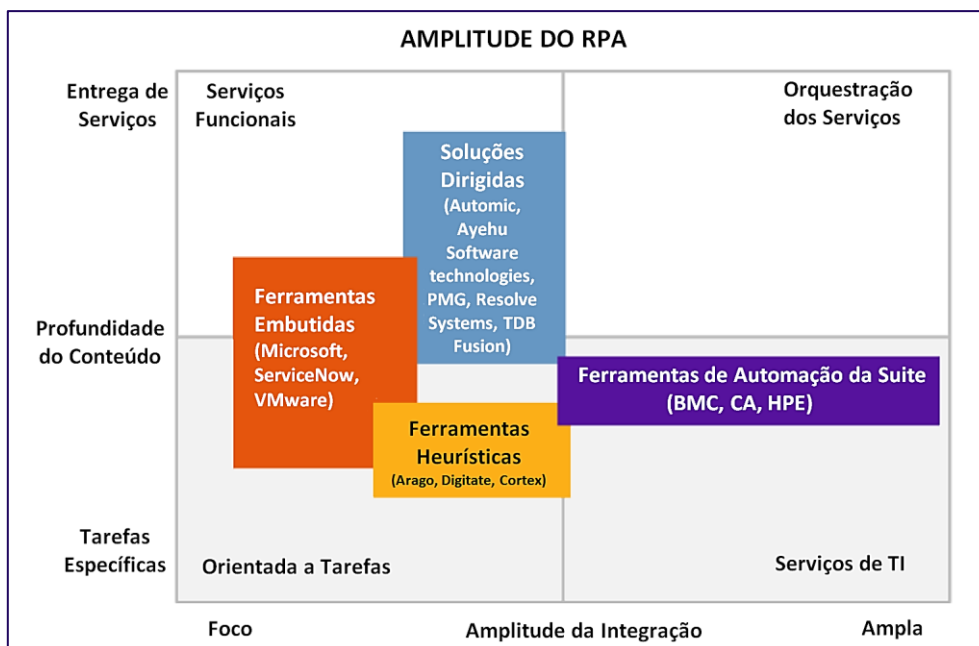 AMPLITUDE DO RPA
Entrega de
Serviços
Serviços
Funcionais
Orquestração
dos Serviços
Soluções
Dirigidas
(Automic,
Ayehu
Software
technologies,
PMG, Resolve
Systems, TDB
Fusion)
Ferramentas
Embutidas
(Microsoft,
ServiceNow,
VMware)
Profundidade
do Conteúdo
Ferramentas de Automação da Suite
(BMC, CA, HPE)
Ferramentas
Heurísticas
(Arago, Digitate, Cortex)
Tarefas
Específicas
Orientada a Tarefas
Serviços de TI
Foco
Amplitude da Integração
Ampla